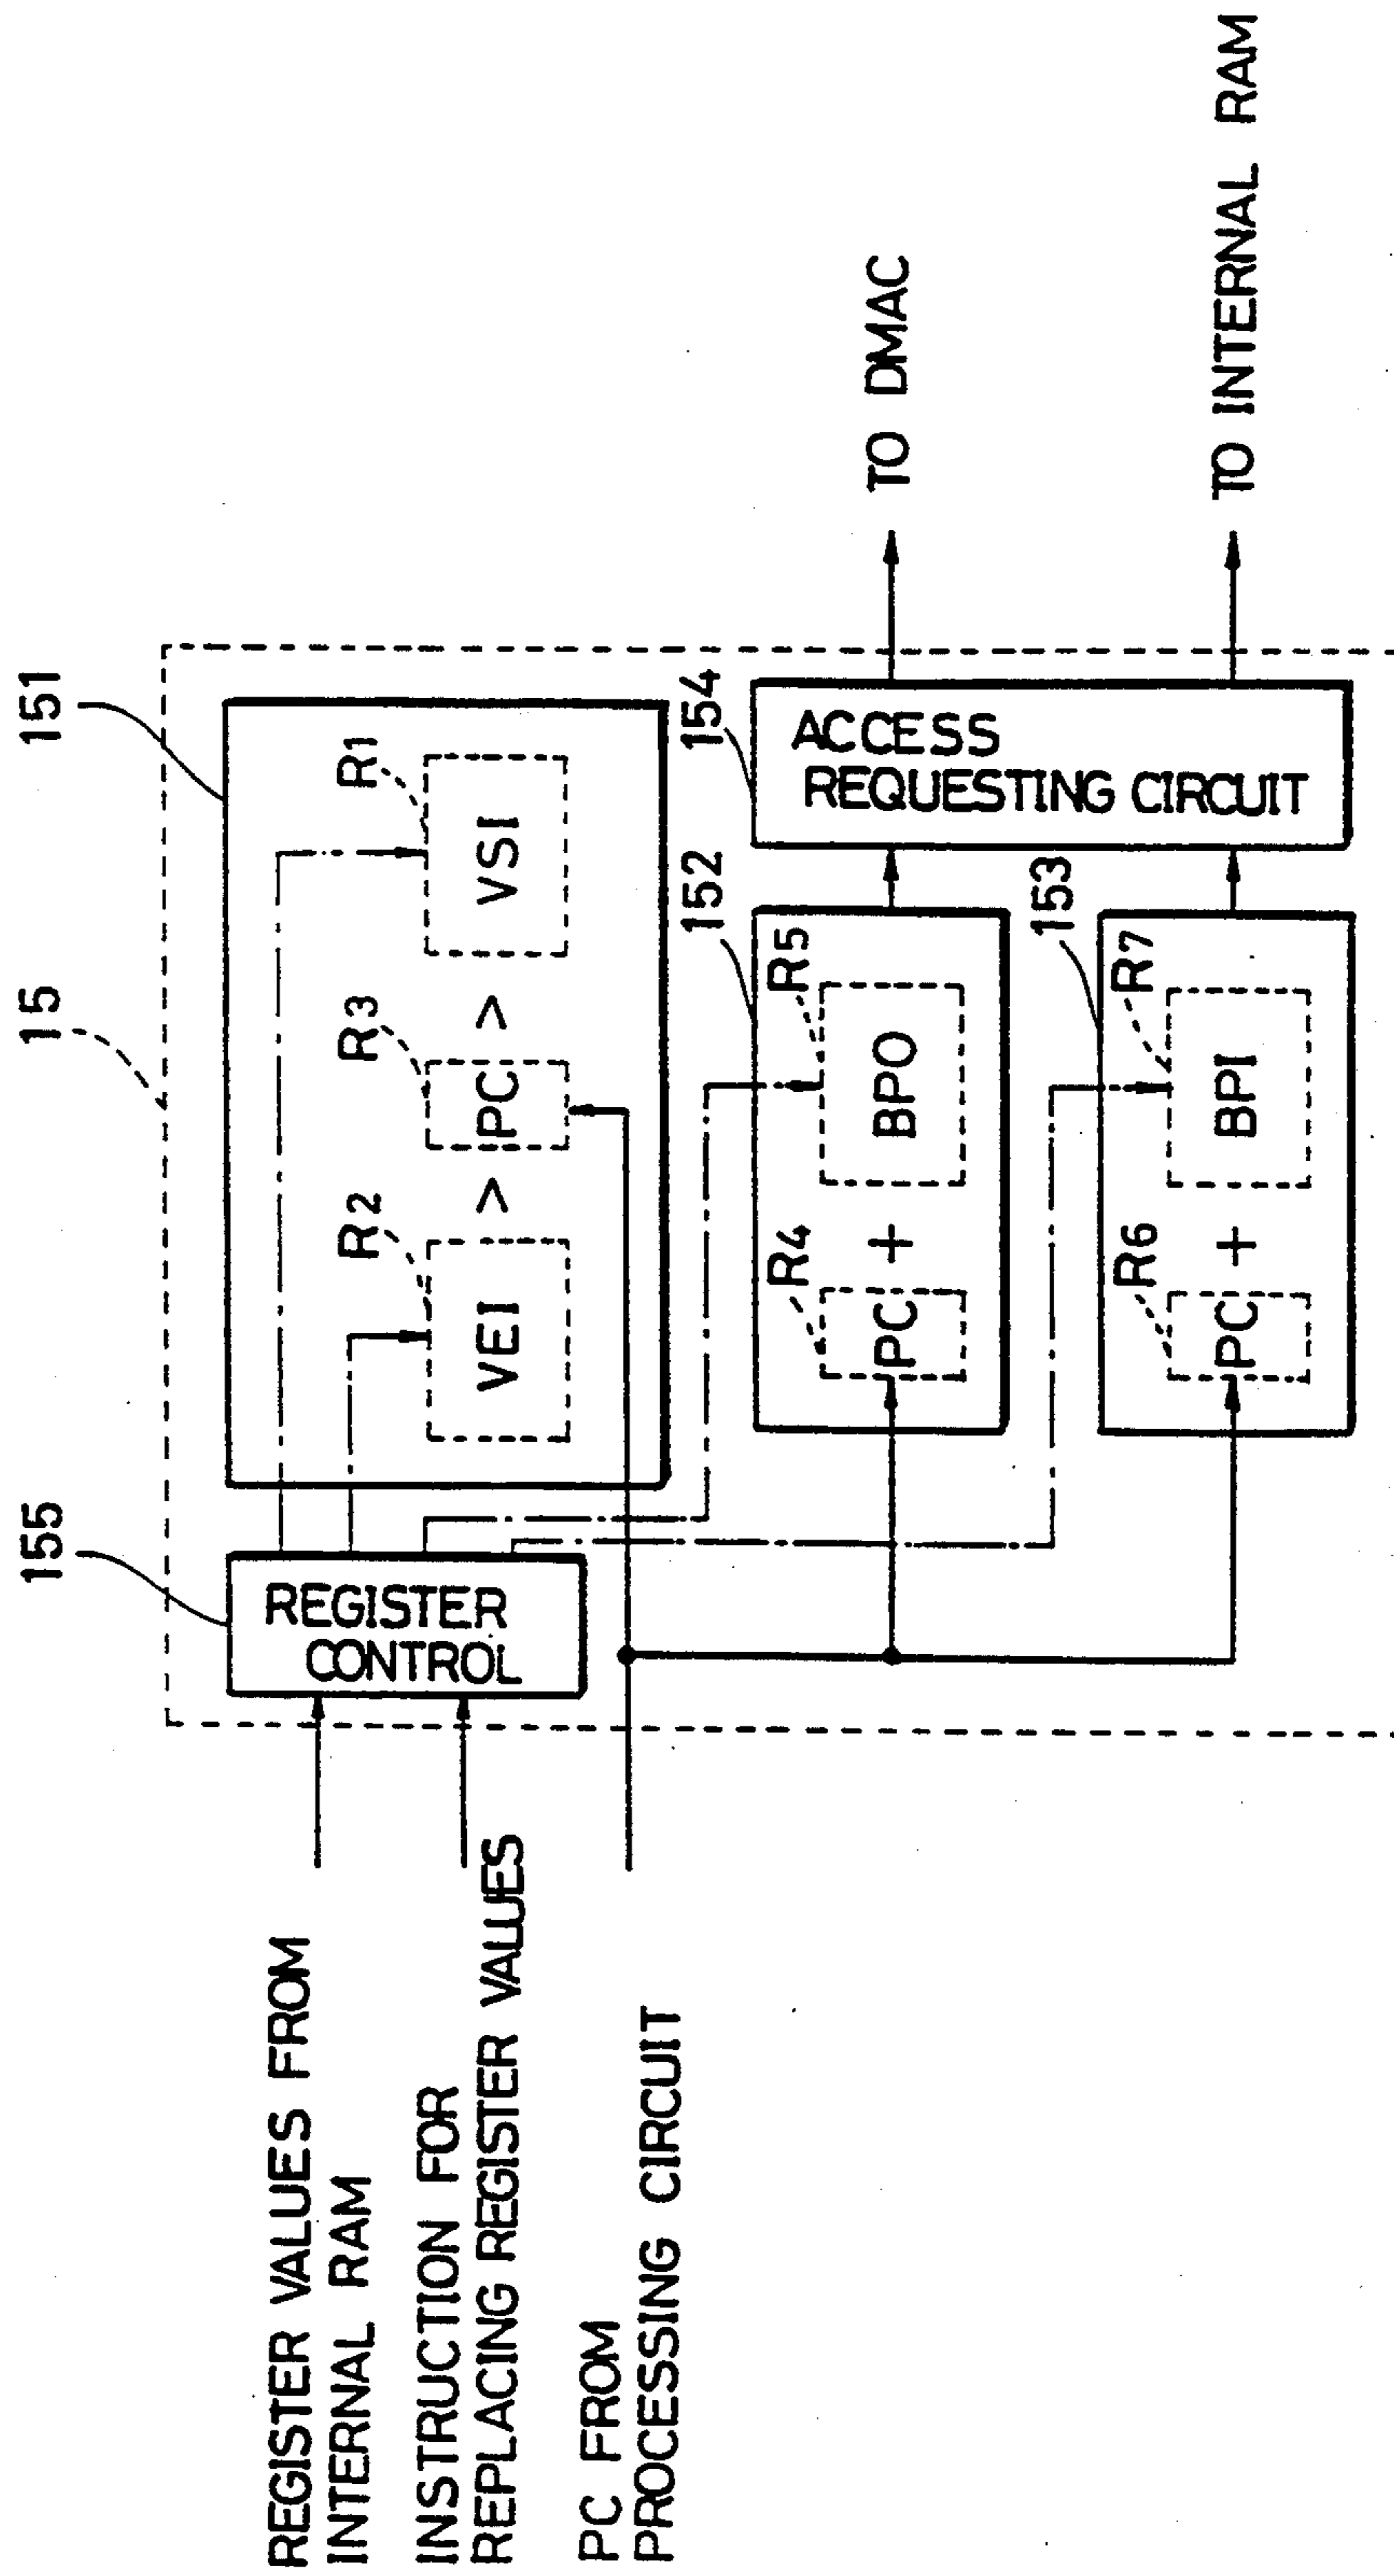 15
155
151
REGISTER
CONTROL
R2
R3
R1
VEI > PC > VSI
REGISTER VALUES FROM
INTERNAL RAM
INSTRUCTION FOR
REPLACING REGISTER VALUES
PC FROM
PROCESSING CIRCUIT
152
154
R4
R5
PC + BPO
ACCESS
REQUESTING CIRCUIT
TO DMAC
153
R6
R7
PC + BPI
TO INTERNAL RAM